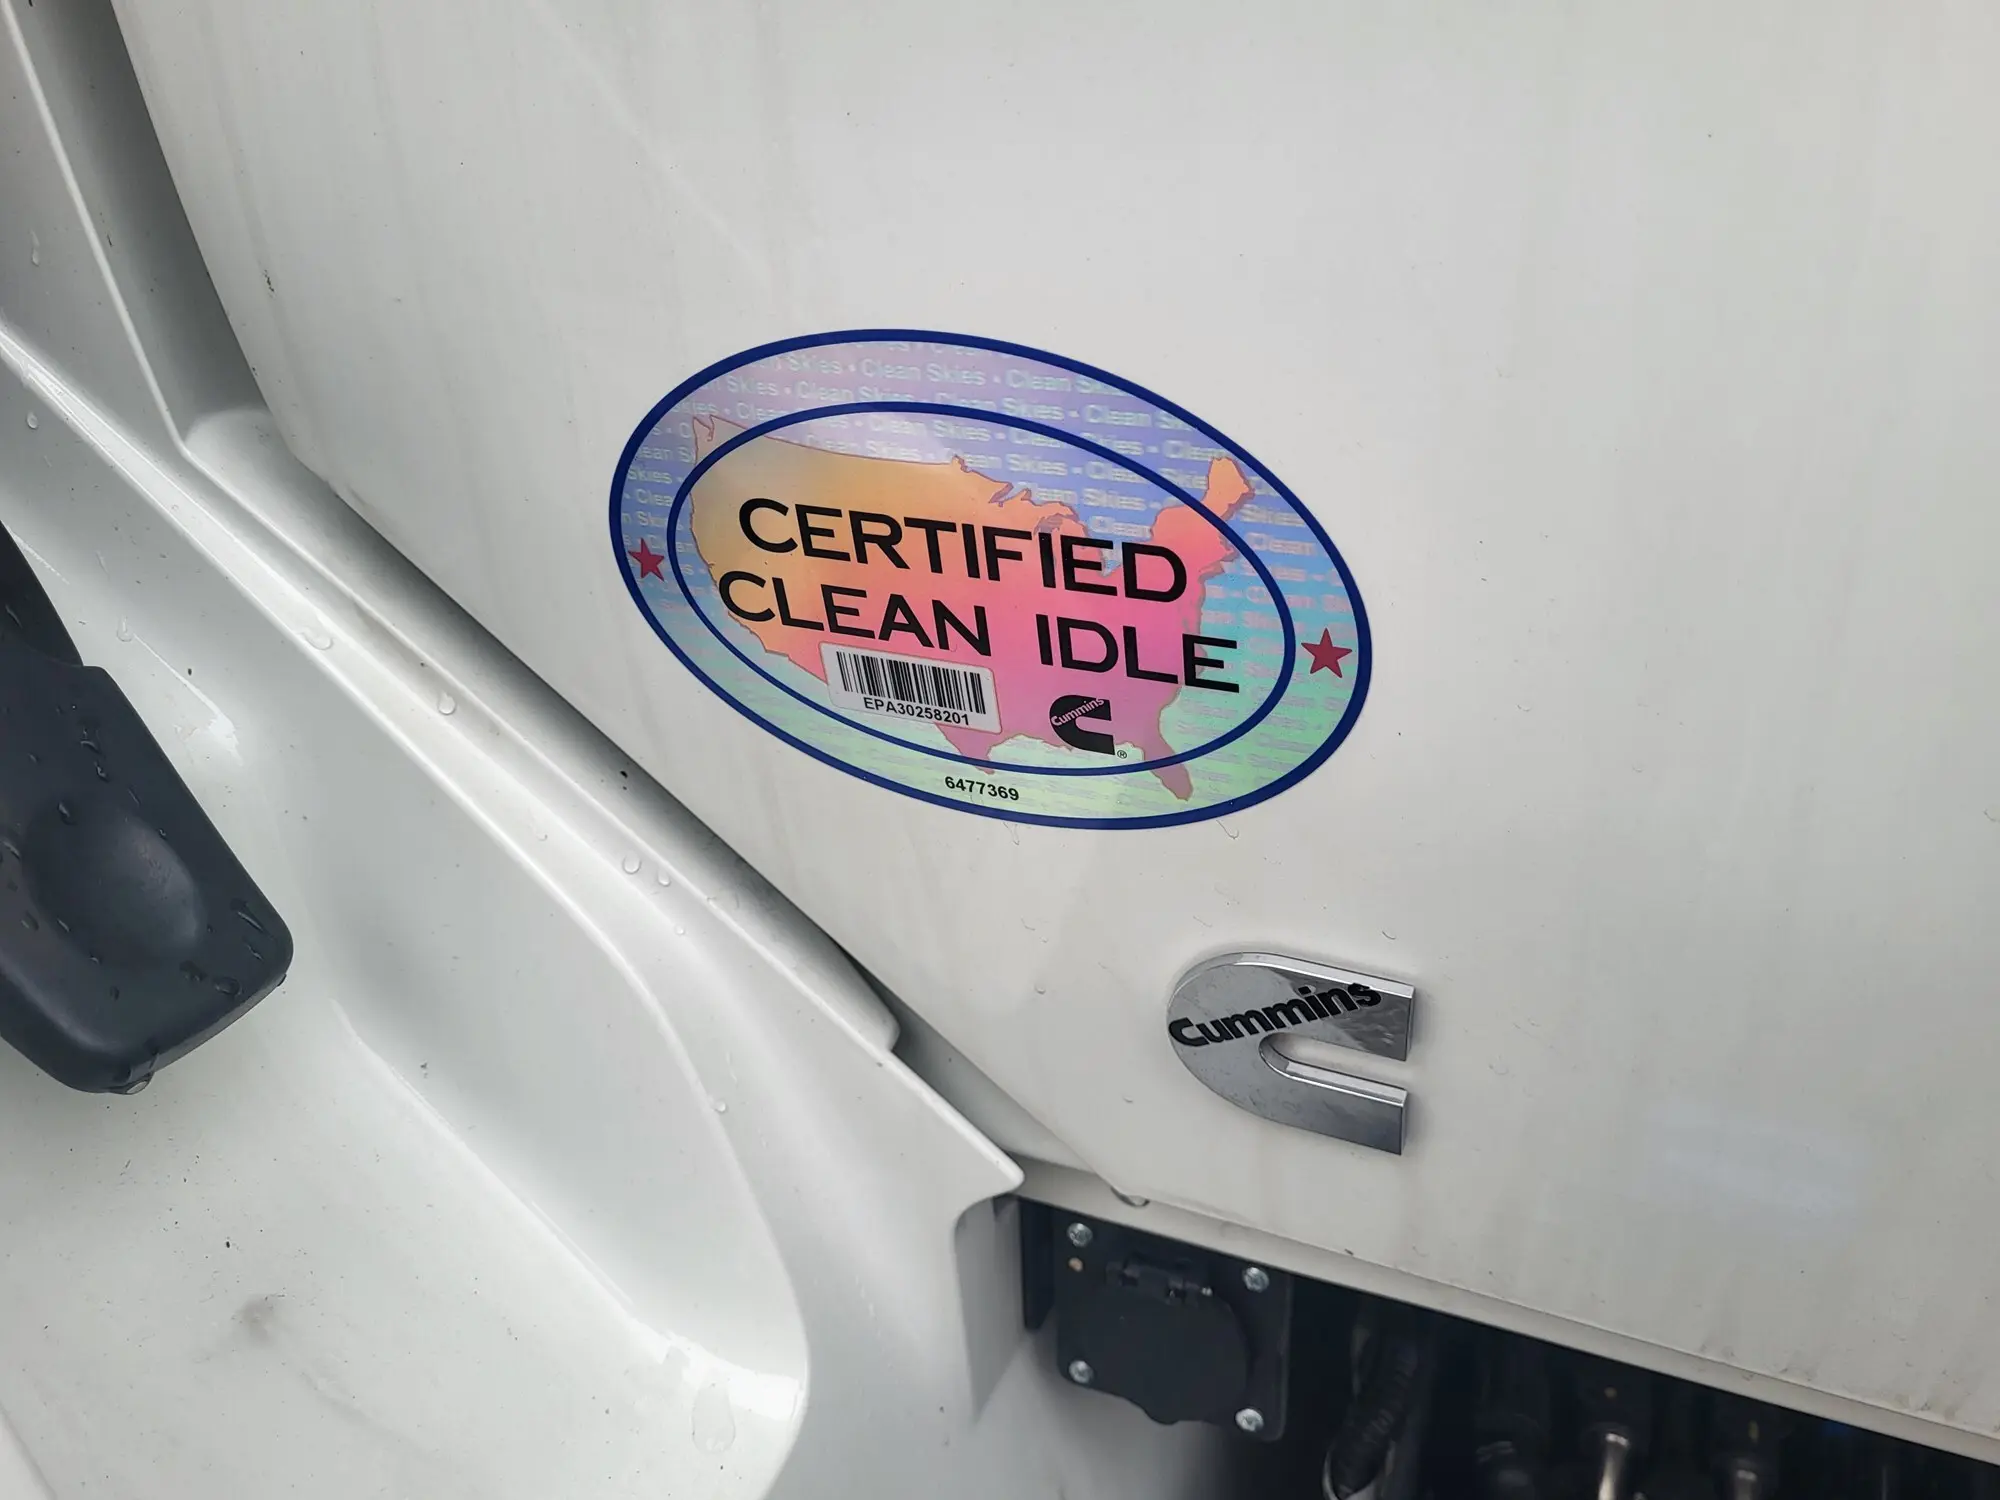 CERTIFIED
CLEAN IDLE
EPA30258201
Cummins
®
6477369
Cummins